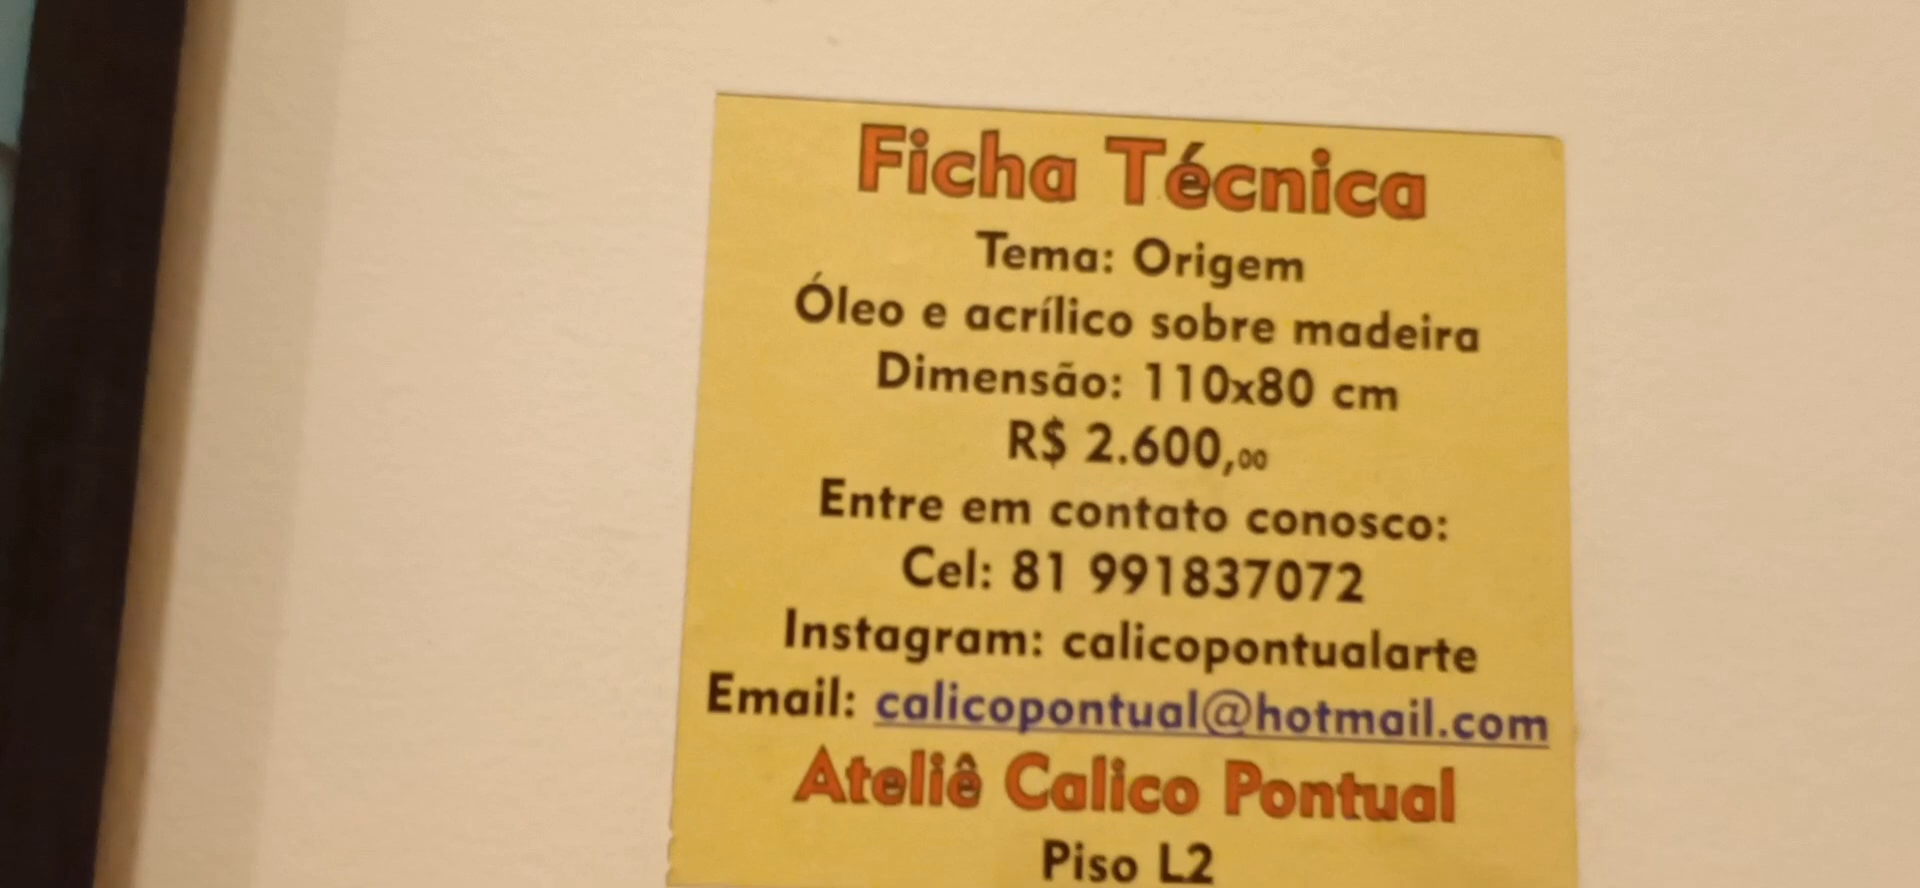 Ficha Técnica
Tema: Origem
Óleo e acrílico sobre madeira
Dimensão: 110x80 cm
R$ 2.600,00
Entre em contato conosco:
Cel: 81 991837072
Instagram: calicopontualarte
Email: calicopontual@hotmail.com
Ateliê Calico Pontual
Piso L2